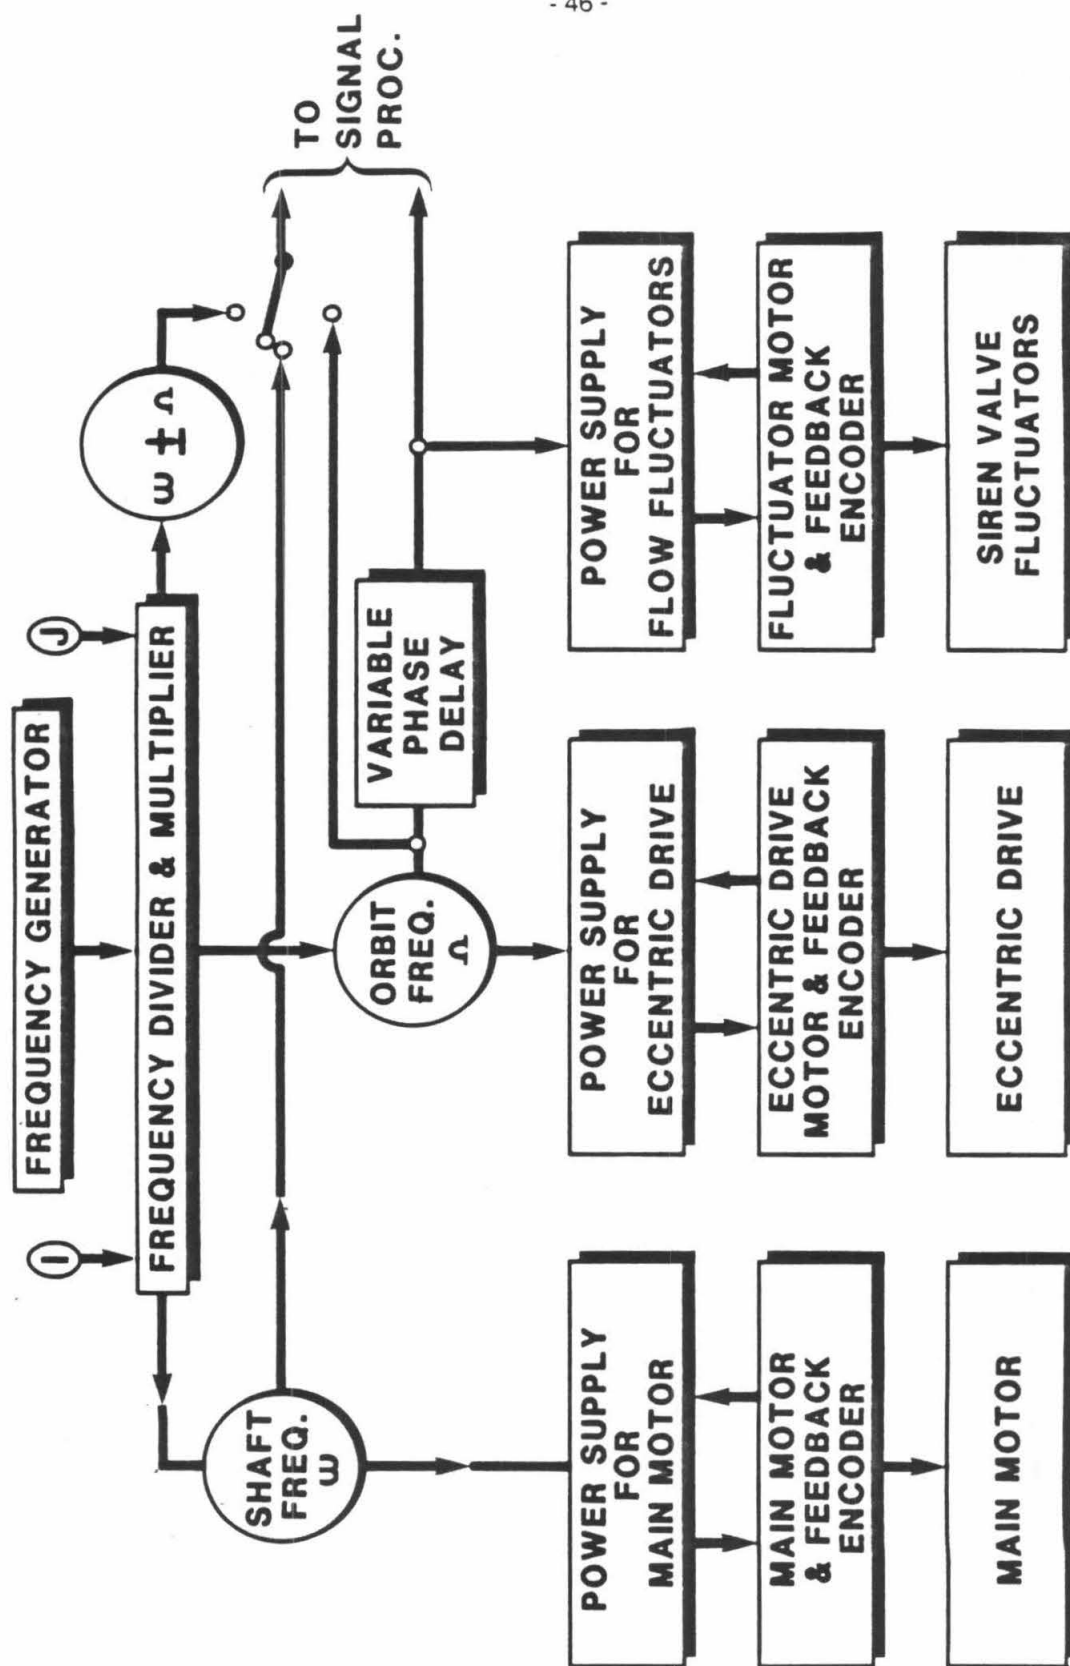 - 46 -
FREQUENCY GENERATOR
I
J
FREQUENCY DIVIDER & MULTIPLIER
SHAFT
FREQ.
ω
ω ± Ω
ORBIT
FREQ.
Ω
VARIABLE
PHASE
DELAY
TO
SIGNAL
PROC.
POWER SUPPLY
FOR
MAIN MOTOR
POWER SUPPLY
FOR
ECCENTRIC DRIVE
POWER SUPPLY
FOR
FLOW FLUCTUATORS
MAIN MOTOR
& FEEDBACK
ENCODER
ECCENTRIC DRIVE
MOTOR & FEEDBACK
ENCODER
FLUCTUATOR MOTOR
& FEEDBACK
ENCODER
MAIN MOTOR
ECCENTRIC DRIVE
SIREN VALVE
FLUCTUATORS